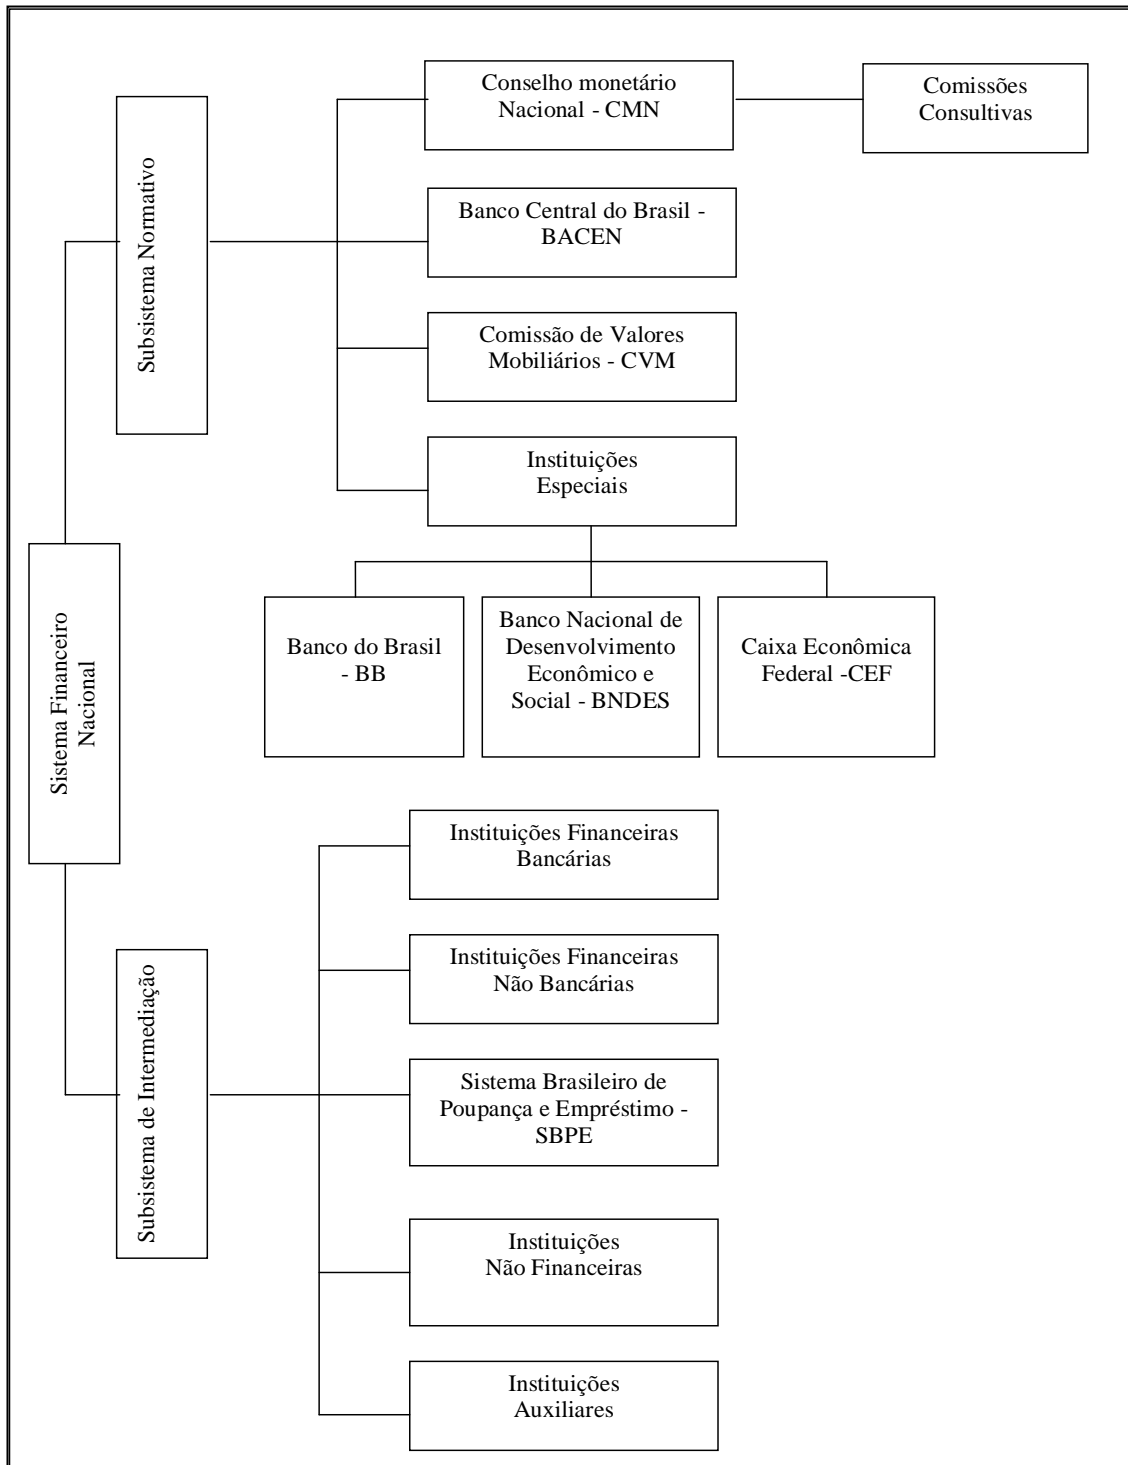 Conselho monetário
Nacional - CMN
Comissões
Consultivas
Subsistema Normativo
Banco Central do Brasil -
BACEN
Comissão de Valores
Mobiliários - CVM
Instituições
Especiais
Sistema Financeiro
Nacional
Banco do Brasil
- BB
Banco Nacional de
Desenvolvimento
Econômico e
Social - BNDES
Caixa Econômica
Federal -CEF
Instituições Financeiras
Bancárias
Subsistema de Intermediação
Instituições Financeiras
Não Bancárias
Sistema Brasileiro de
Poupança e Empréstimo -
SBPE
Instituições
Não Financeiras
Instituições
Auxiliares